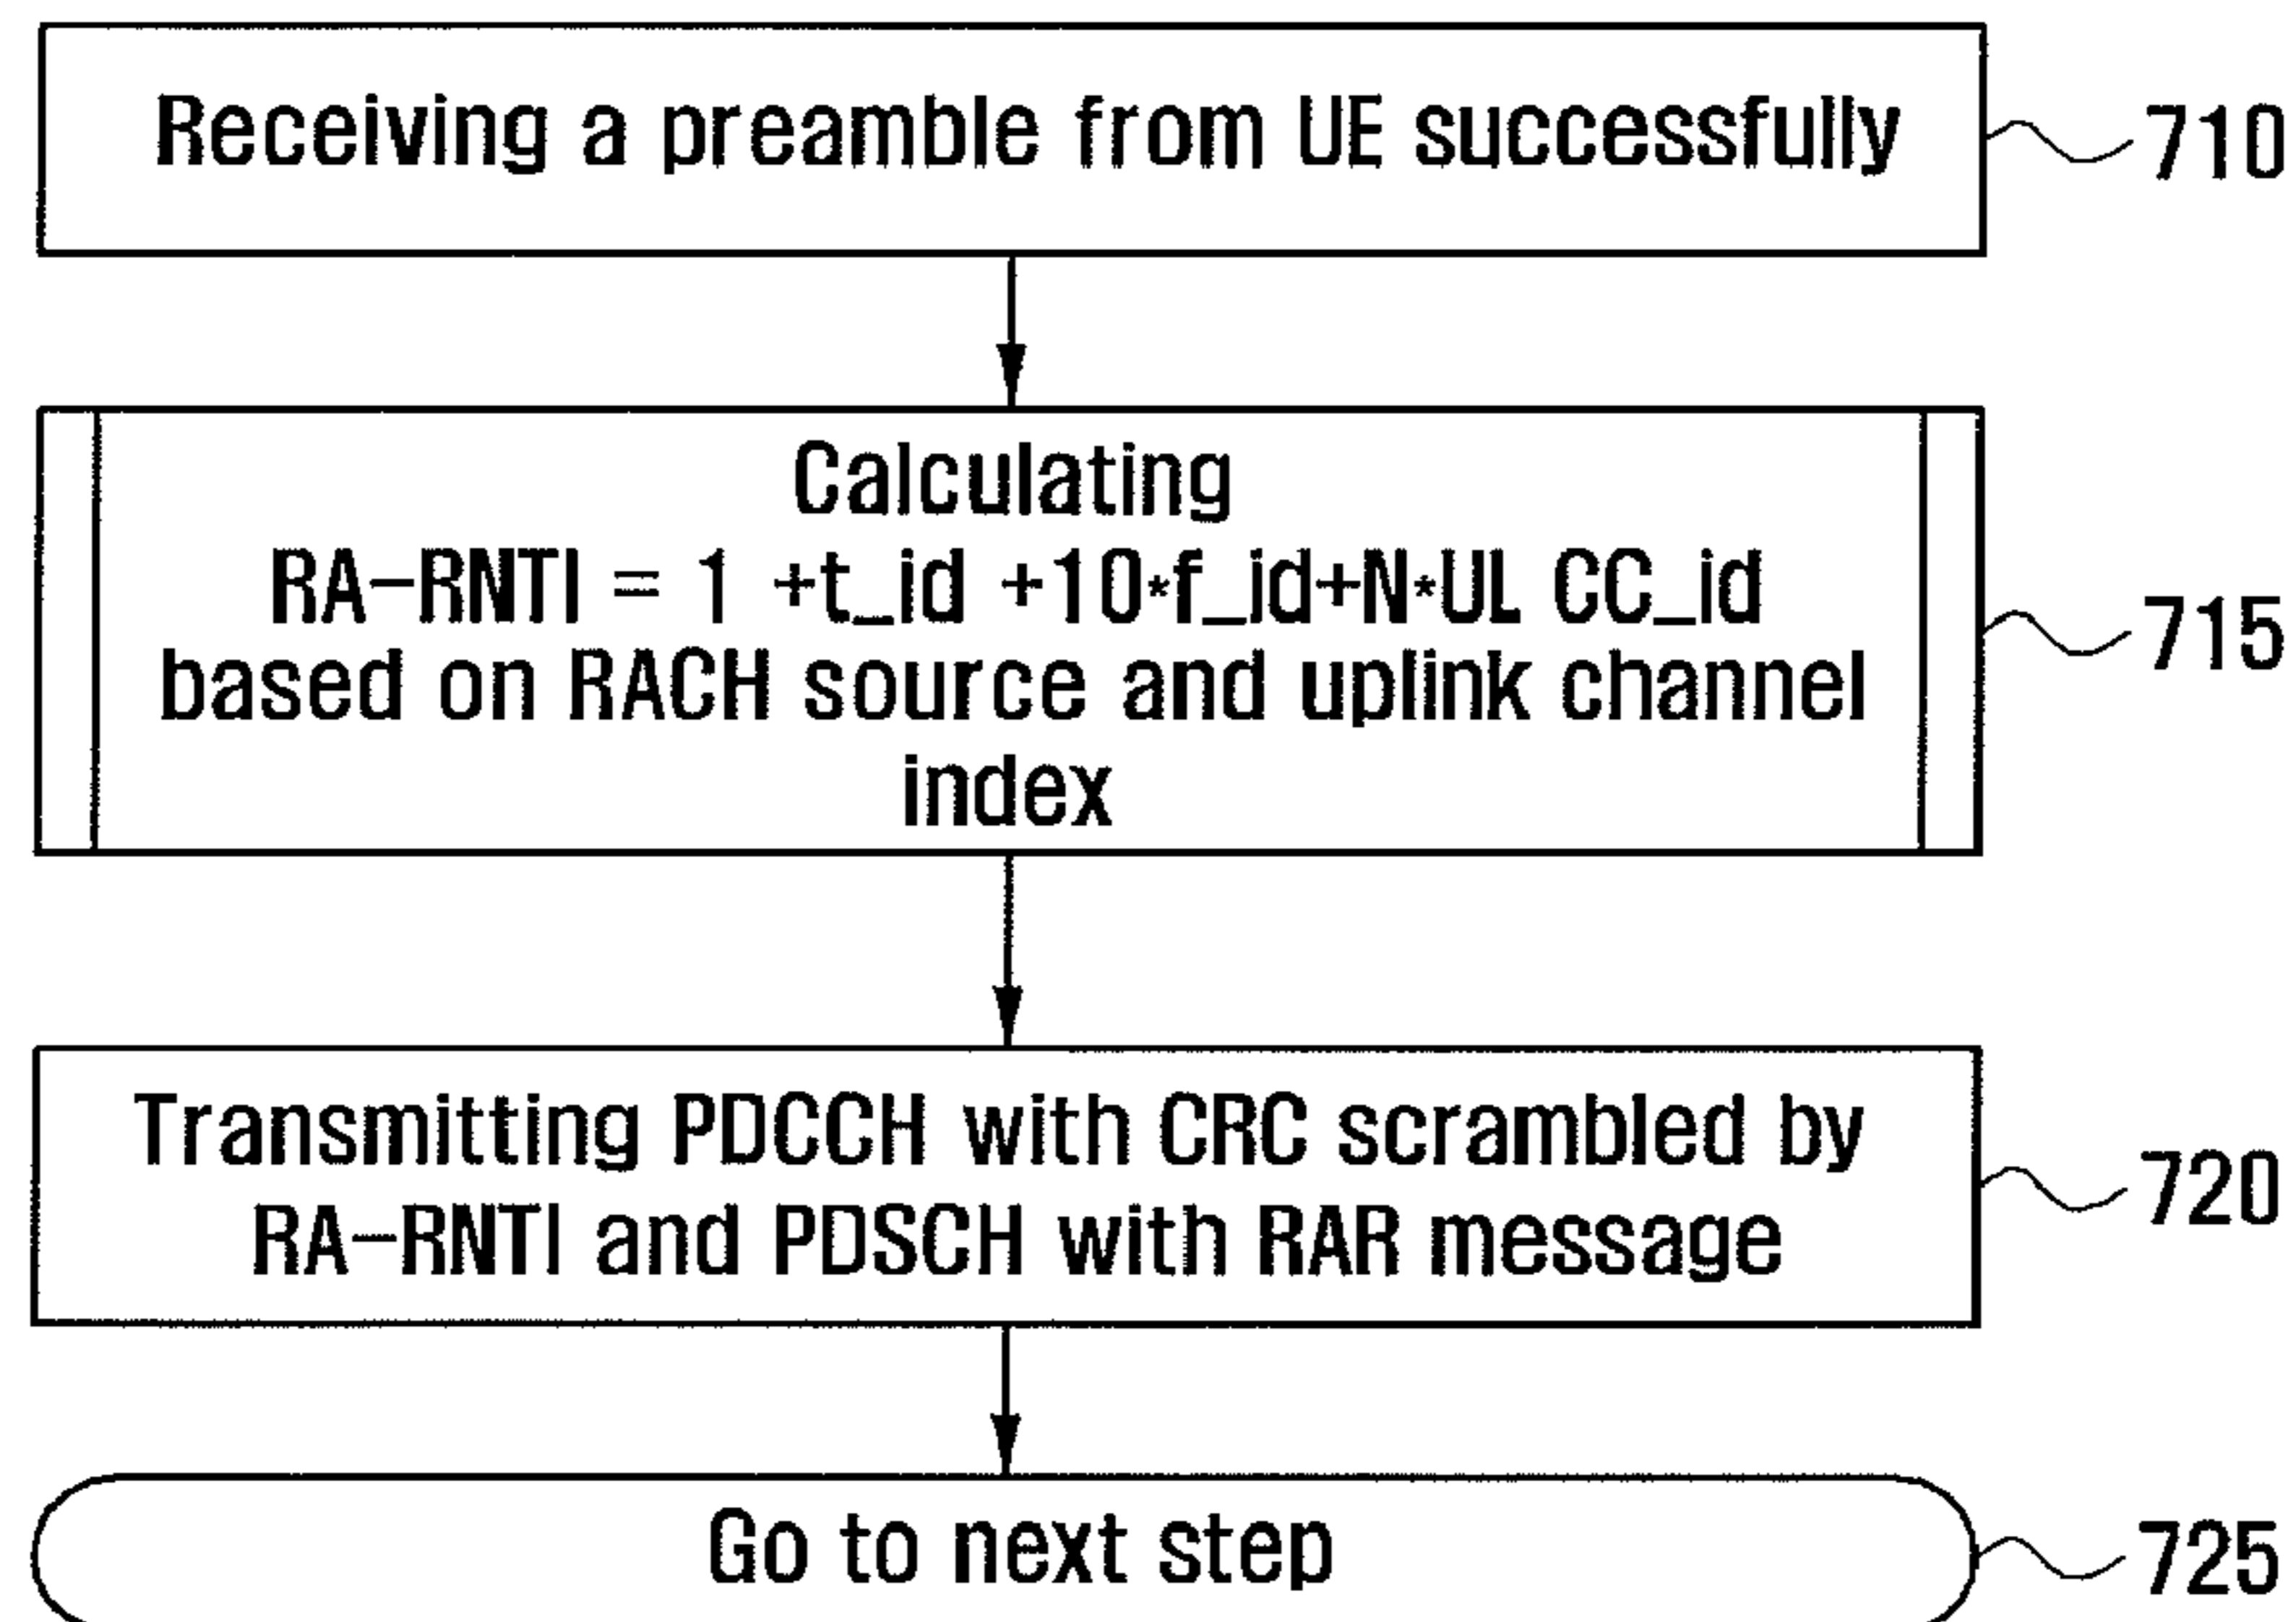 Receiving a preamble from UE successfully
710
Calculating
RA-RNTI = 1 +t_id +10*f_id+N*UL CC_id
based on RACH source and uplink channel
index
715
Transmitting PDCCH with CRC scrambled by
RA-RNTI and PDSCH with RAR message
720
Go to next step
725